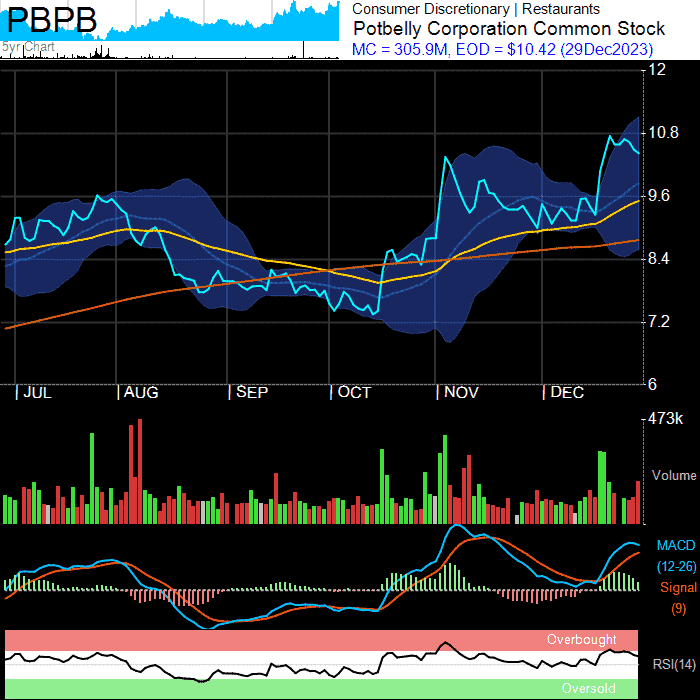 PBPB
5yr Chart
Consumer Discretionary | Restaurants
Potbelly Corporation Common Stock
MC = 305.9M, EOD = $10.42 (29Dec2023)
12
10.8
9.6
8.4
7.2
6
JUL AUG SEP OCT NOV DEC
473k
Volume
MACD
(12-26)
Signal
(9)
Overbought
RSI(14)
Oversold